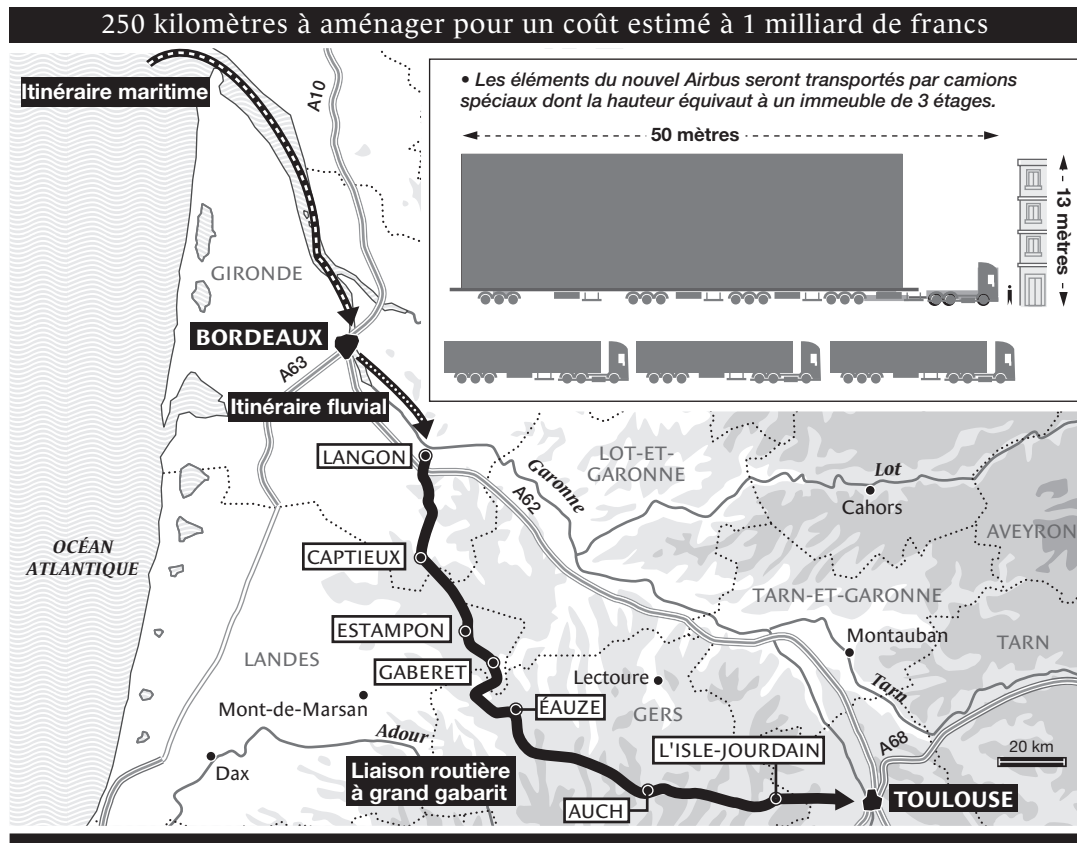 250 kilomètres à aménager pour un coût estimé à 1 milliard de francs
Itinéraire maritime
A10
• Les éléments du nouvel Airbus seront transportés par camions
spéciaux dont la hauteur équivaut à un immeuble de 3 étages.
50 mètres
13 mètres
GIRONDE
BORDEAUX
A63
Itinéraire fluvial
LANGON
Garonne
A62
LOT-ET-
GARONNE
Lot
Cahors
AVEYRON
OCÉAN
ATLANTIQUE
CAPTIEUX
TARN-ET-GARONNE
ESTAMPON
Montauban
TARN
LANDES
GABERET
Lectoure
Tarn
Mont-de-Marsan
ÉAUZE
GERS
Adour
L'ISLE-JOURDAIN
A68
20 km
Dax
Liaison routière
à grand gabarit
AUCH
TOULOUSE